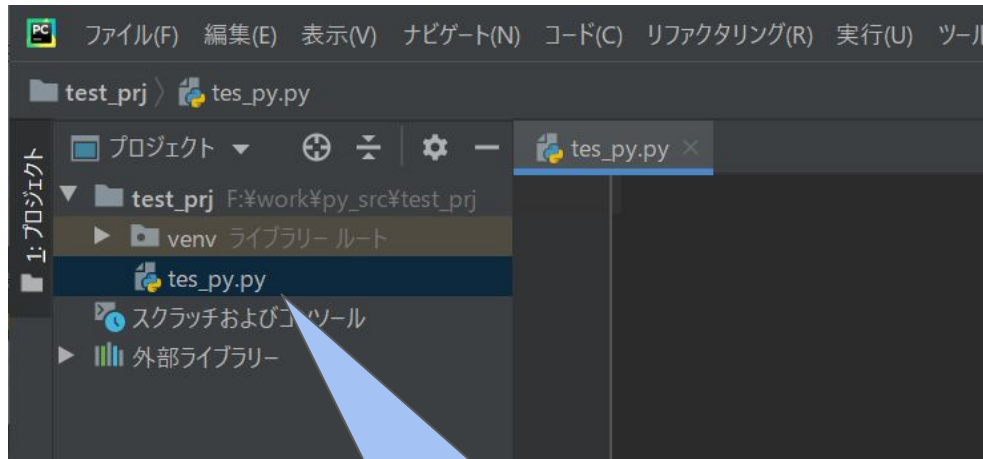 PC ファイル(F) 編集(E) 表示(V) ナビゲート(N) コード(C) リファクタリング(R) 実行(U) ツール
test_prj 〉 tes_py.py
1: プロジェクト
プロジェクト
tes_py.py ×
test_prj F:¥work¥py_src¥test_prj
venv ライブラリー ルート
tes_py.py
スクラッチおよびコンソール
外部ライブラリー